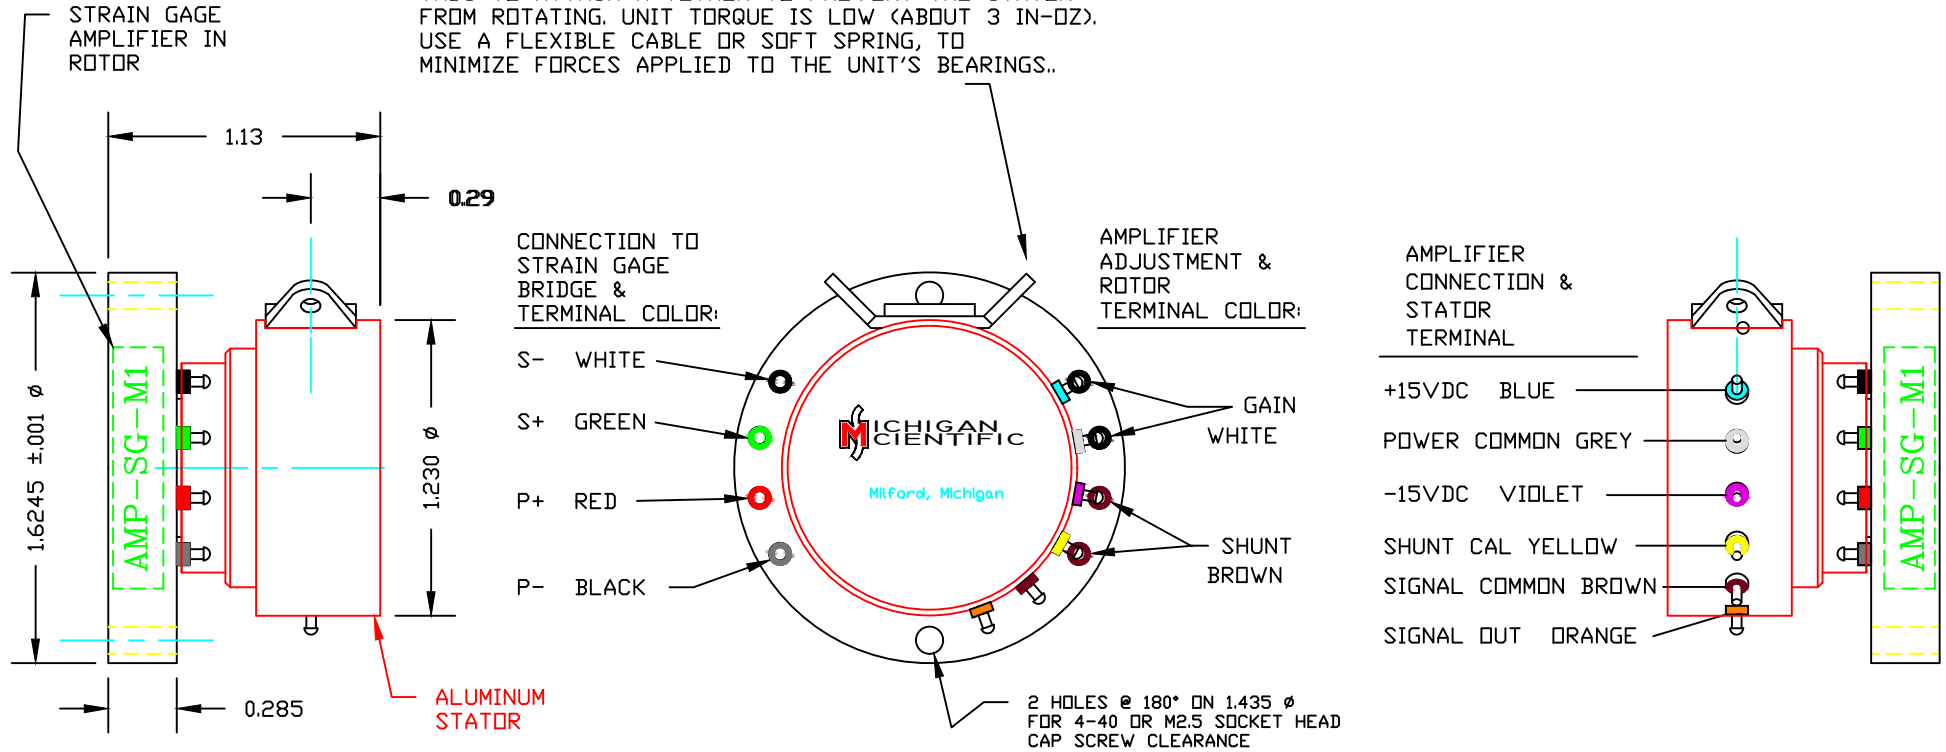 STRAIN GAGE
AMPLIFIER IN
ROTOR
FROM ROTATING. UNIT TORQUE IS LOW (ABOUT 3 IN-OZ).
USE A FLEXIBLE CABLE OR SOFT SPRING, TO
MINIMIZE FORCES APPLIED TO THE UNIT'S BEARINGS..
1.13
0.29
CONNECTION TO
STRAIN GAGE
BRIDGE &
TERMINAL COLOR:
AMPLIFIER
ADJUSTMENT &
ROTOR
TERMINAL COLOR:
AMPLIFIER
CONNECTION &
STATOR
TERMINAL
S- WHITE
S+ GREEN
P+ RED
P- BLACK
GAIN
WHITE
SHUNT
BROWN
+15VDC BLUE
POWER COMMON GREY
-15VDC VIOLET
SHUNT CAL YELLOW
SIGNAL COMMON BROWN
SIGNAL OUT ORANGE
MICHIGAN
SCIENTIFIC
Milford, Michigan
AMP-SG-M1
AMP-SG-M1
1.6245 ±.001 ø
1.230 ø
0.285
ALUMINUM
STATOR
2 HOLES @ 180° ON 1.435 ø
FOR 4-40 OR M2.5 SOCKET HEAD
CAP SCREW CLEARANCE